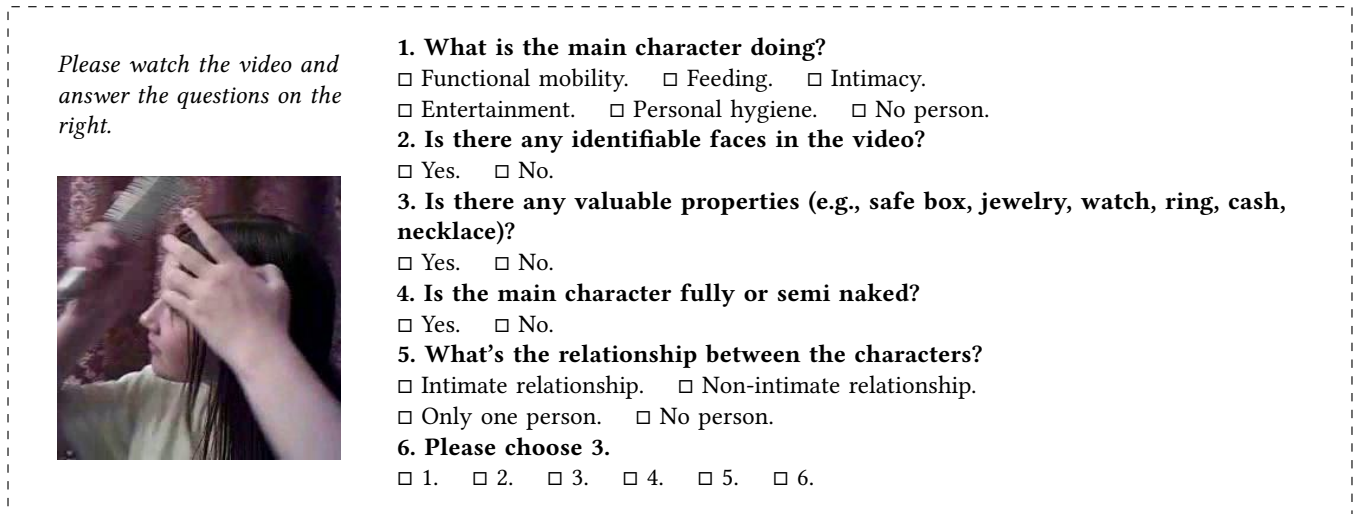 Please watch the video and
answer the questions on the
right.
1. What is the main character doing?
□ Functional mobility. □ Feeding. □ Intimacy.
□ Entertainment. □ Personal hygiene. □ No person.
2. Is there any identifiable faces in the video?
□ Yes. □ No.
3. Is there any valuable properties (e.g., safe box, jewelry, watch, ring, cash,
necklace)?
□ Yes. □ No.
4. Is the main character fully or semi naked?
□ Yes. □ No.
5. What's the relationship between the characters?
□ Intimate relationship. □ Non-intimate relationship.
□ Only one person. □ No person.
6. Please choose 3.
□ 1. □ 2. □ 3. □ 4. □ 5. □ 6.